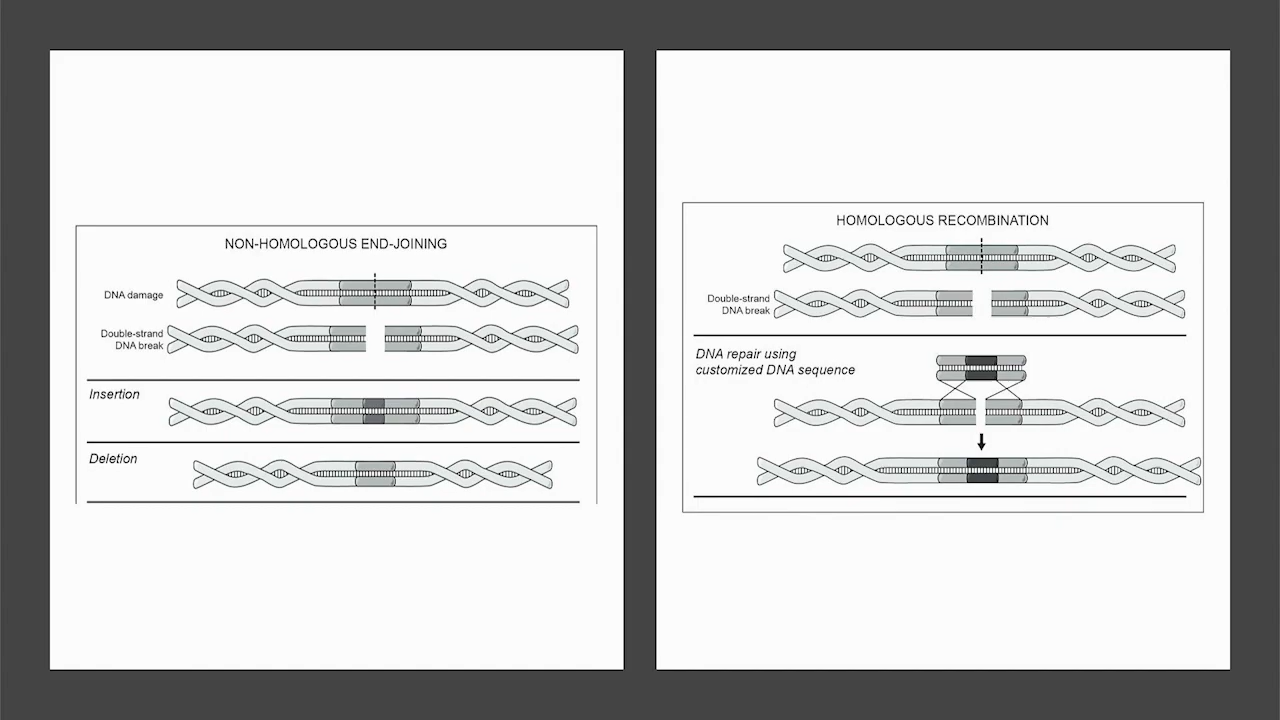 NON-HOMOLOGOUS END-JOINING
DNA damage
Double-strand
DNA break
Insertion
Deletion
HOMOLOGOUS RECOMBINATION
Double-strand
DNA break
DNA repair using
customized DNA sequence